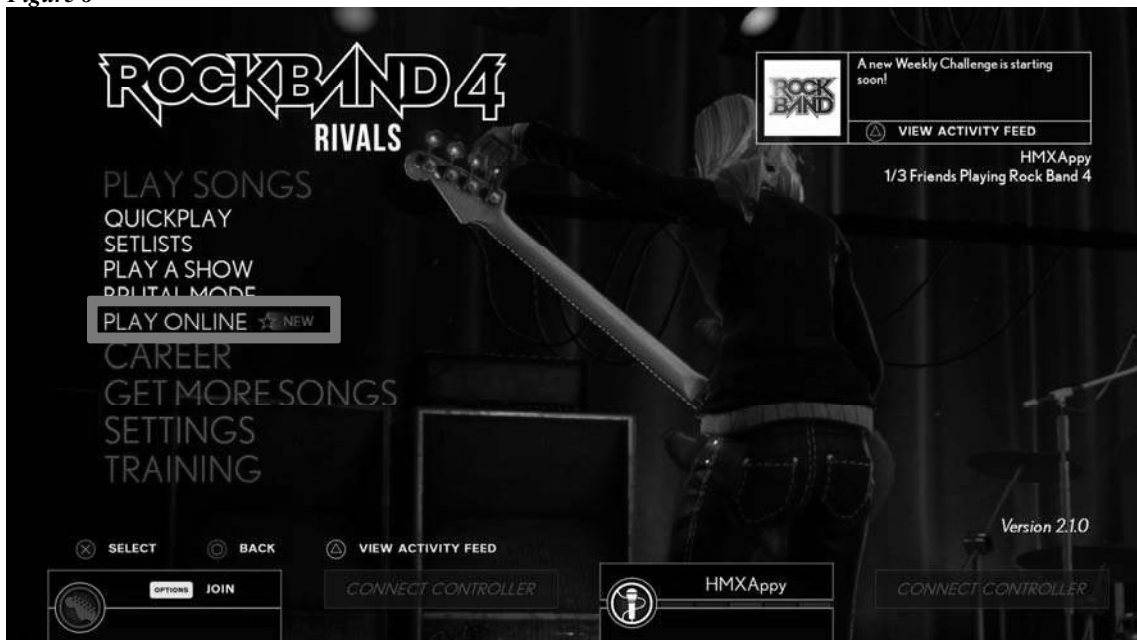 ROCKBAND 4
RIVALS
A new Weekly Challenge is starting
soon!
ROCK
BAND
VIEW ACTIVITY FEED
HMXAppy
1/3 Friends Playing Rock Band 4
PLAY SONGS
QUICKPLAY
SETLISTS
PLAY A SHOW
BRUTAL MODE
PLAY ONLINE NEW
CAREER
GET MORE SONGS
SETTINGS
TRAINING
Version 2.1.0
SELECT BACK VIEW ACTIVITY FEED
OPTIONS JOIN
CONNECT CONTROLLER
HMXAppy
CONNECT CONTROLLER